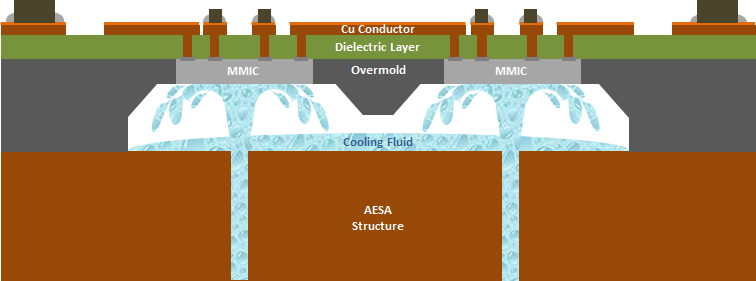 Cu Conductor
Dielectric Layer
MMIC
Overmold
MMIC
Cooling Fluid
AESA
Structure